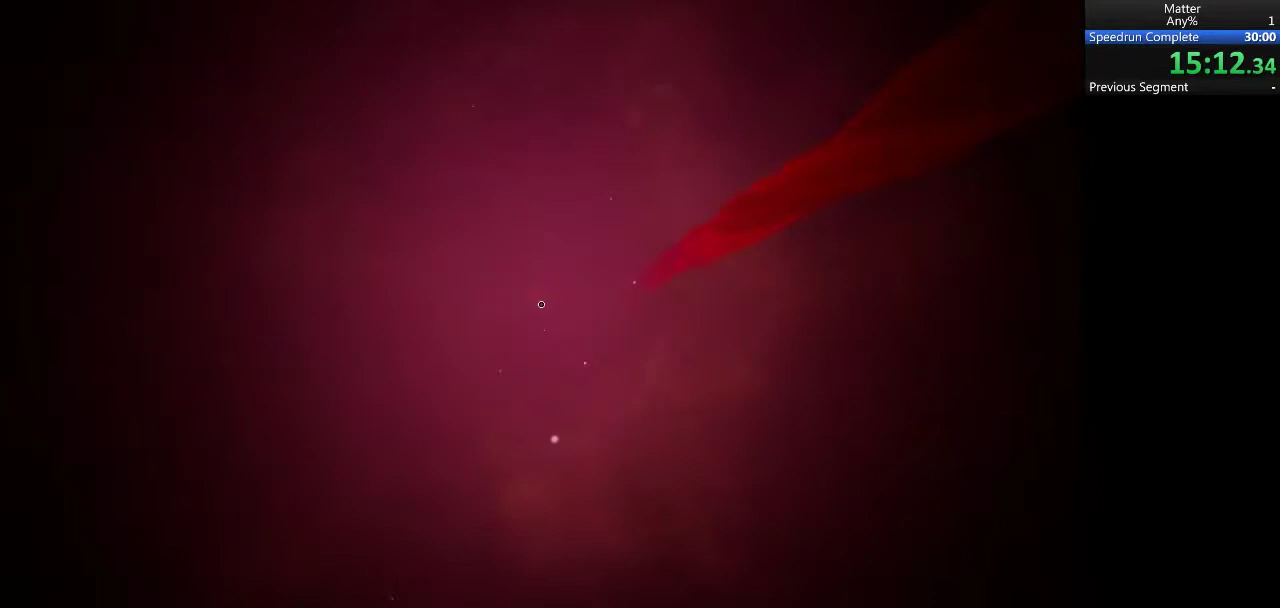 Matter
Any% 1
Speedrun Complete 30:00
15:12.34
Previous Segment -